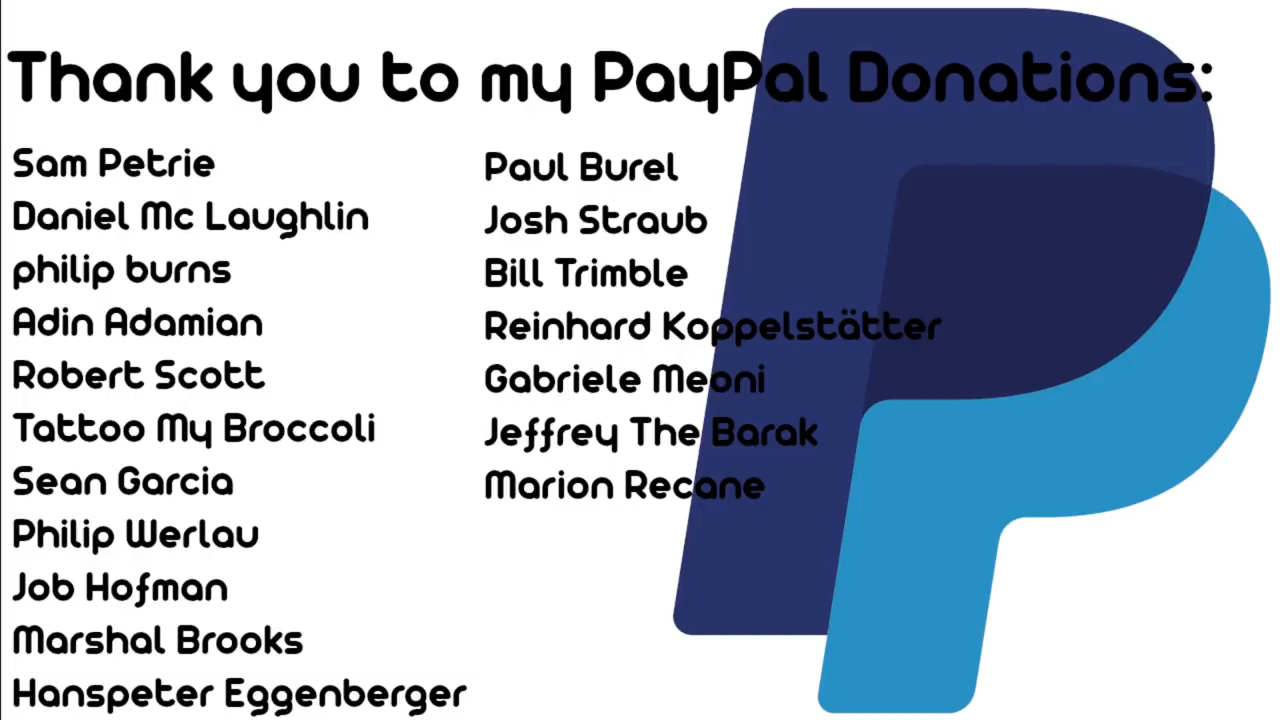 Thank you to my PayPal Donations:
Sam Petrie
Daniel Mc Laughlin
philip burns
Adin Adamian
Robert Scott
Tattoo My Broccoli
Sean Garcia
Philip Werlau
Job Hofman
Marshal Brooks
Hanspeter Eggenberger
Paul Burel
Josh Straub
Bill Trimble
Reinhard Koppelstätter
Gabriele Meoni
Jeffrey The Barak
Marion Recane